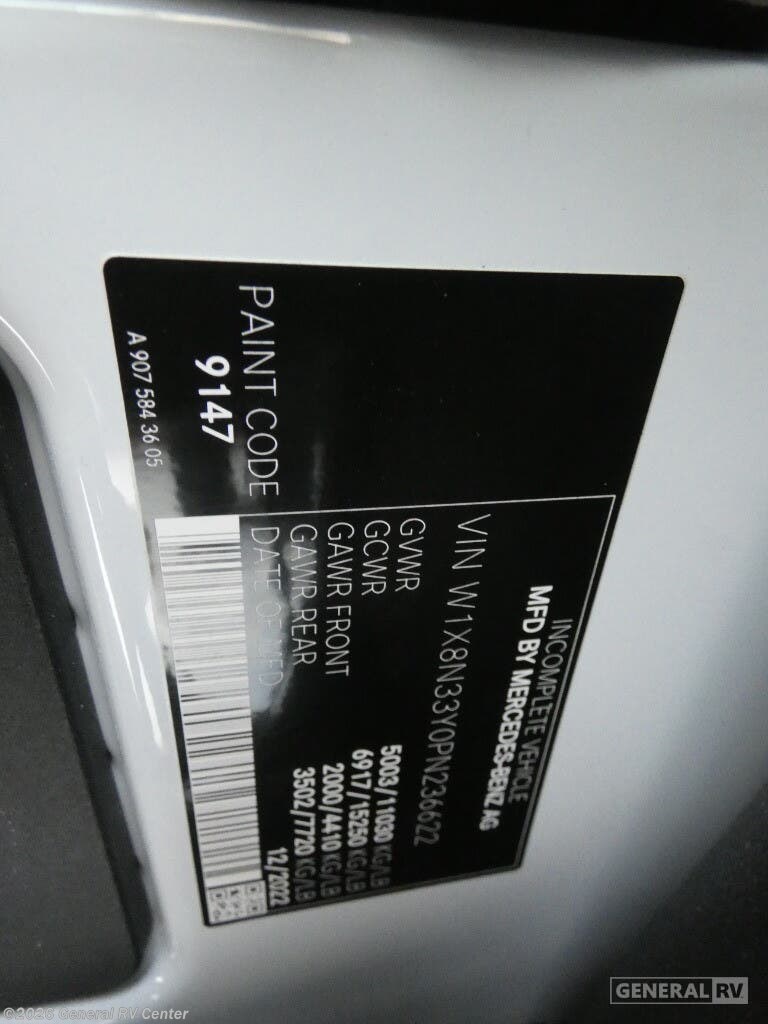 INCOMPLETE VEHICLE
MFD BY MERCEDES-BENZ AG
VIN W1X8N33Y0PN236622
GVWR 5003/11030 KG/LB
GCWR 6917/15250 KG/LB
GAWR FRONT 2000/4410 KG/LB
GAWR REAR 3502/7720 KG/LB
DATE OF MFD 12/2022
PAINT CODE
9147
A 907 584 36 05
GENERAL RV
©2026 General RV Center